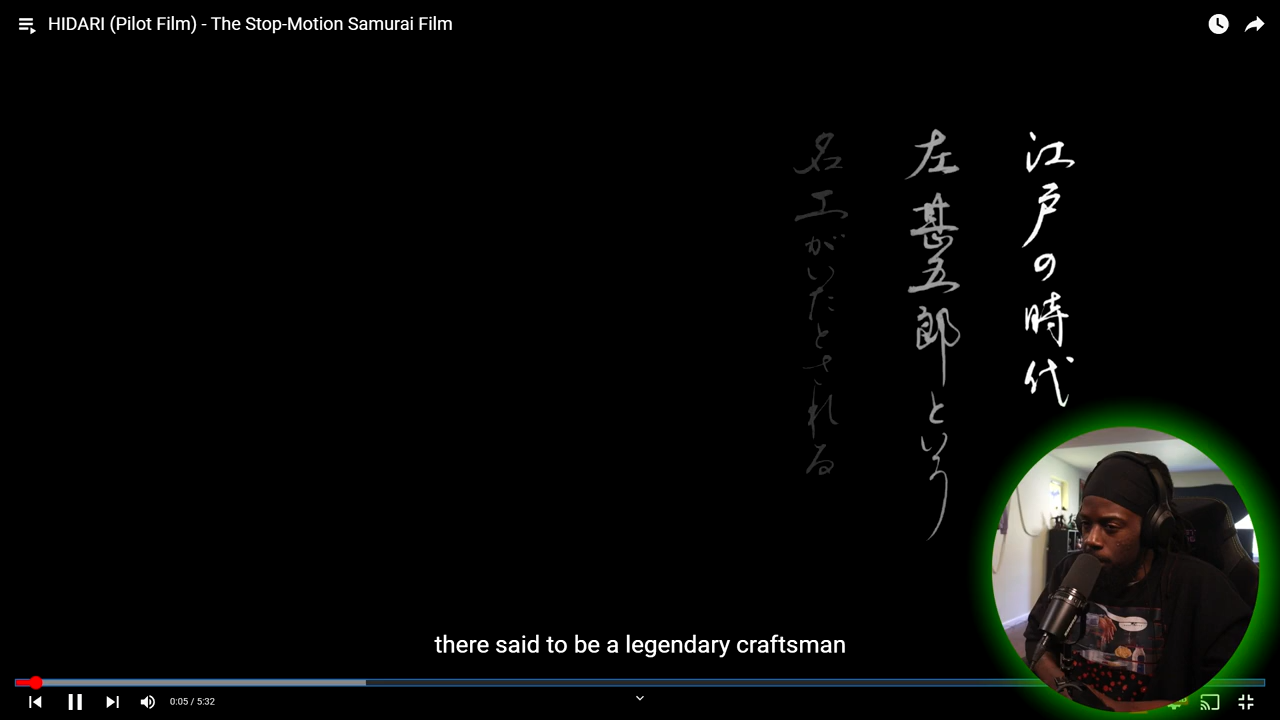 HIDARI (Pilot Film) - The Stop-Motion Samurai Film
江戸の時代
左甚五郎という
名工がいたとされる
there said to be a legendary craftsman
0:05 / 5:32